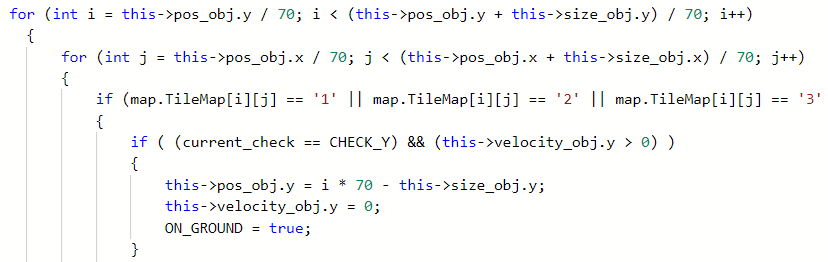 for (int i = this->pos_obj.y / 70; i < (this->pos_obj.y + this->size_obj.y) / 70; i++)
{
for (int j = this->pos_obj.x / 70; j < (this->pos_obj.x + this->size_obj.x) / 70; j++)
{
if (map.TileMap[i][j] == '1' || map.TileMap[i][j] == '2' || map.TileMap[i][j] == '3'
{
if ( (current_check == CHECK_Y) && (this->velocity_obj.y > 0) )
{
this->pos_obj.y = i * 70 - this->size_obj.y;
this->velocity_obj.y = 0;
ON_GROUND = true;
}